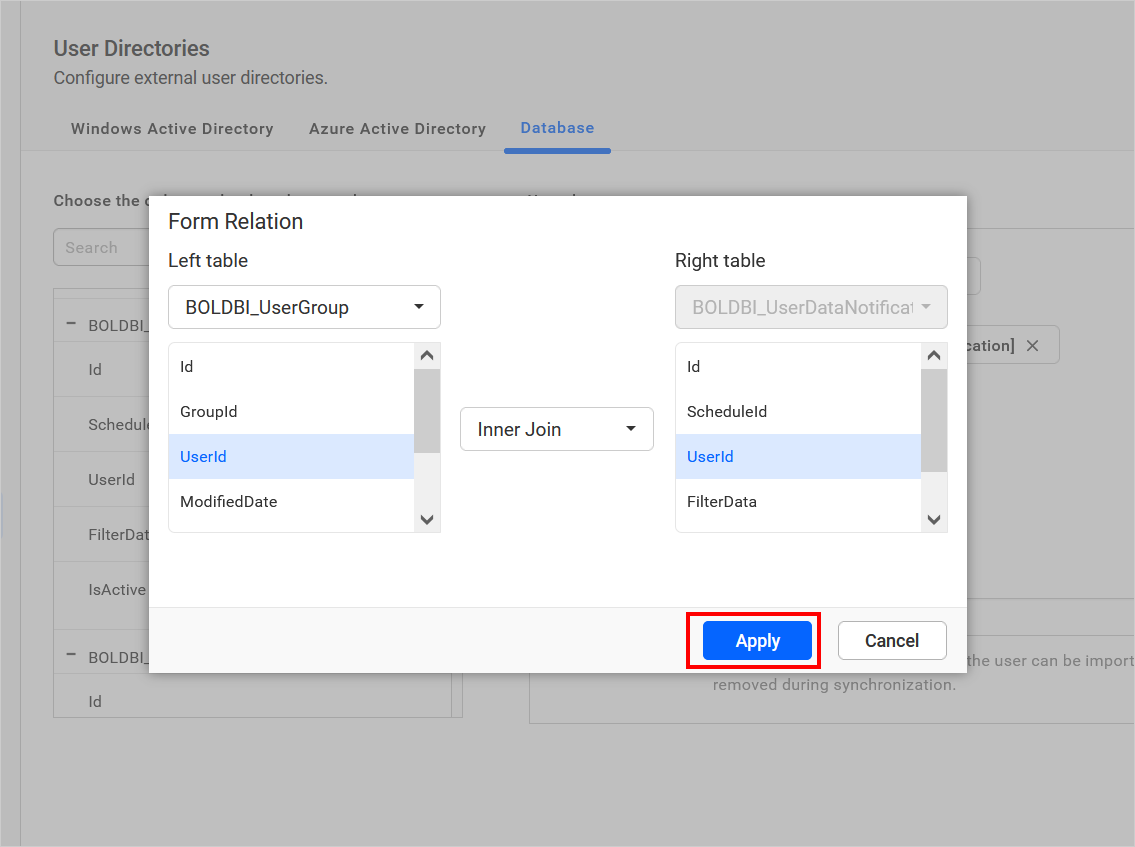 User Directories
Configure external user directories.
Windows Active Directory
Azure Active Directory
Database
Choose the
Search
BOLDBI_
Id
Schedule
UserId
FilterDat
IsActive
BOLDBI_
Id
Form Relation
Left table
BOLDBI_UserGroup
Id
GroupId
UserId
ModifiedDate
Inner Join
Right table
BOLDBI_UserDataNotificat
Id
ScheduleId
UserId
FilterData
Apply
Cancel
cation]
the user can be import
removed during synchronization.